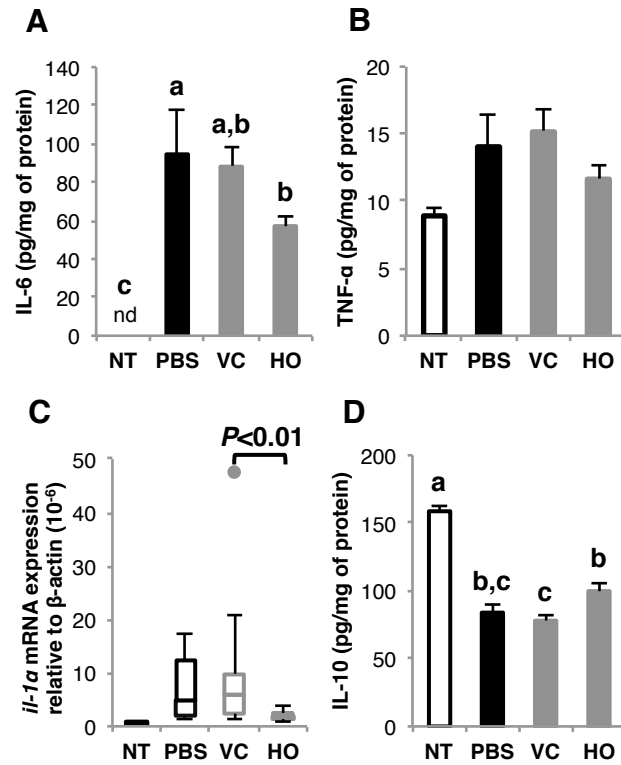 A
IL-6 (pg/mg of protein)
140
120
100
80
60
40
20
0
a
a,b
b
c
nd
NT PBS VC HO
B
TNF-α (pg/mg of protein)
20
15
10
5
0
NT PBS VC HO
C
il-1α mRNA expression
relative to β-actin (10⁻⁶)
50
40
30
20
10
0
P<0.01
NT PBS VC HO
D
IL-10 (pg/mg of protein)
200
150
100
50
0
a
b,c
c
b
NT PBS VC HO